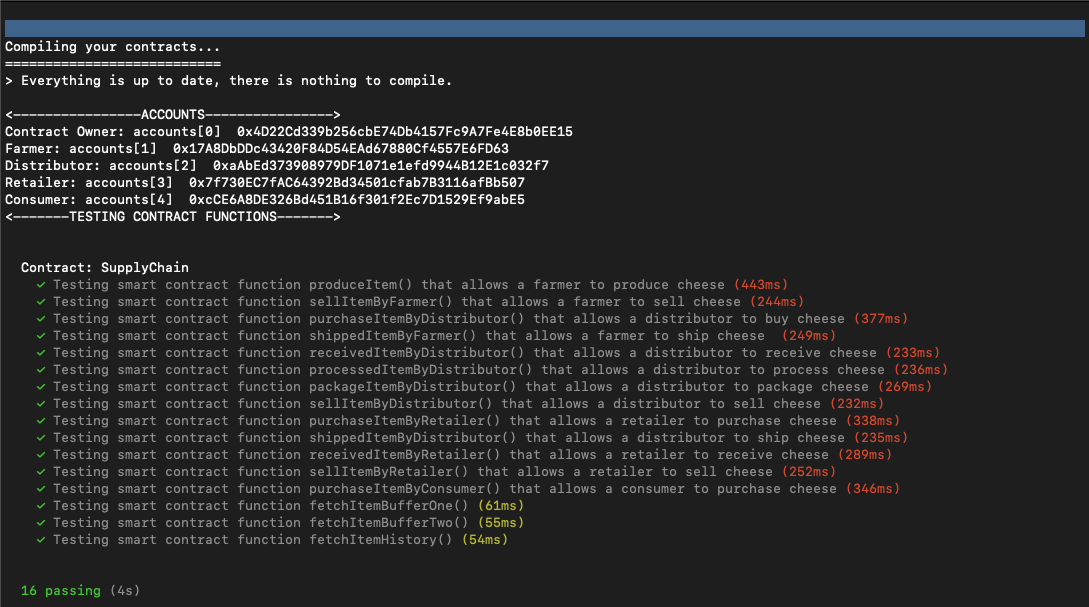 Compiling your contracts...
===========================
> Everything is up to date, there is nothing to compile.
<----------------ACCOUNTS---------------->
Contract Owner: accounts[0]  0x4D22Cd339b256cbE74Db4157Fc9A7Fe4E8b0EE15
Farmer: accounts[1]  0x17A8DbDDc43420F84D54EAd67880Cf4557E6FD63
Distributor: accounts[2]  0xaAbEd373908979DF1071e1efd9944B12E1c032f7
Retailer: accounts[3]  0x7f730EC7fAC64392Bd34501cfab7B3116afBb507
Consumer: accounts[4]  0xcCE6A8DE326Bd451B16f301f2Ec7D1529Ef9abE5
<-------TESTING CONTRACT FUNCTIONS------->
Contract: SupplyChain
✓ Testing smart contract function produceItem() that allows a farmer to produce cheese (443ms)
✓ Testing smart contract function sellItemByFarmer() that allows a farmer to sell cheese (244ms)
✓ Testing smart contract function purchaseItemByDistributor() that allows a distributor to buy cheese (377ms)
✓ Testing smart contract function shippedItemByFarmer() that allows a farmer to ship cheese  (249ms)
✓ Testing smart contract function receivedItemByDistributor() that allows a distributor to receive cheese (233ms)
✓ Testing smart contract function processedItemByDistributor() that allows a distributor to process cheese (236ms)
✓ Testing smart contract function packageItemByDistributor() that allows a distributor to package cheese (269ms)
✓ Testing smart contract function sellItemByDistributor() that allows a distributor to sell cheese (232ms)
✓ Testing smart contract function purchaseItemByRetailer() that allows a retailer to purchase cheese (338ms)
✓ Testing smart contract function shippedItemByDistributor() that allows a distributor to ship cheese (235ms)
✓ Testing smart contract function receivedItemByRetailer() that allows a retailer to receive cheese (289ms)
✓ Testing smart contract function sellItemByRetailer() that allows a retailer to sell cheese (252ms)
✓ Testing smart contract function purchaseItemByConsumer() that allows a consumer to purchase cheese (346ms)
✓ Testing smart contract function fetchItemBufferOne() (61ms)
✓ Testing smart contract function fetchItemBufferTwo() (55ms)
✓ Testing smart contract function fetchItemHistory() (54ms)
16 passing (4s)